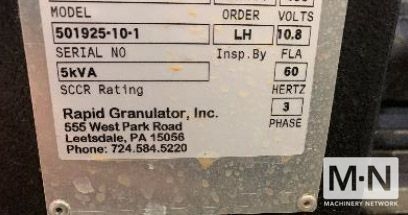 MODEL ORDER VOLTS
501925-10-1 LH 10.8
SERIAL NO Insp.By FLA
5kVA 60
SCCR Rating HERTZ
3
PHASE
Rapid Granulator, Inc.
555 West Park Road
Leetsdale, PA 15056
Phone: 724.584.5220
M·N
MACHINERY NETWORK